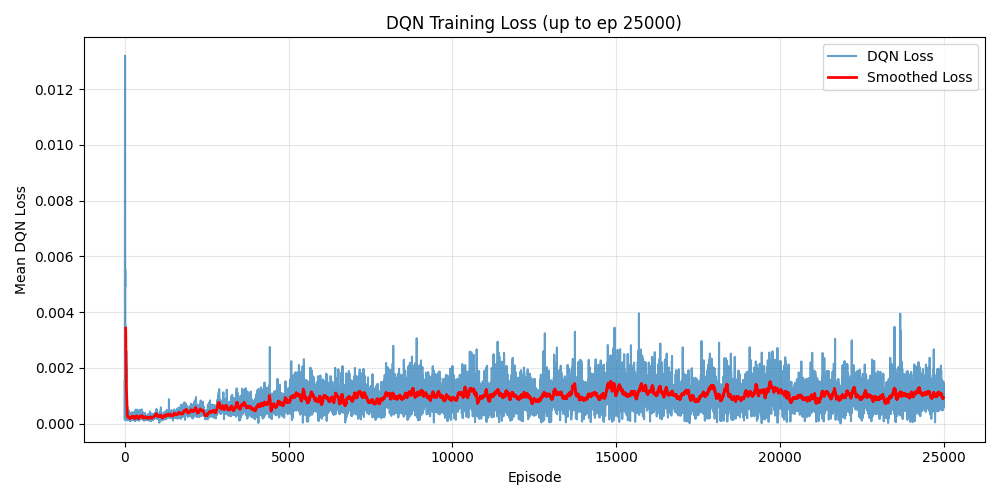 DQN Training Loss (up to ep 25000)
DQN Loss
Smoothed Loss
Mean DQN Loss
0.012
0.010
0.008
0.006
0.004
0.002
0.000
0
5000
10000
15000
20000
25000
Episode